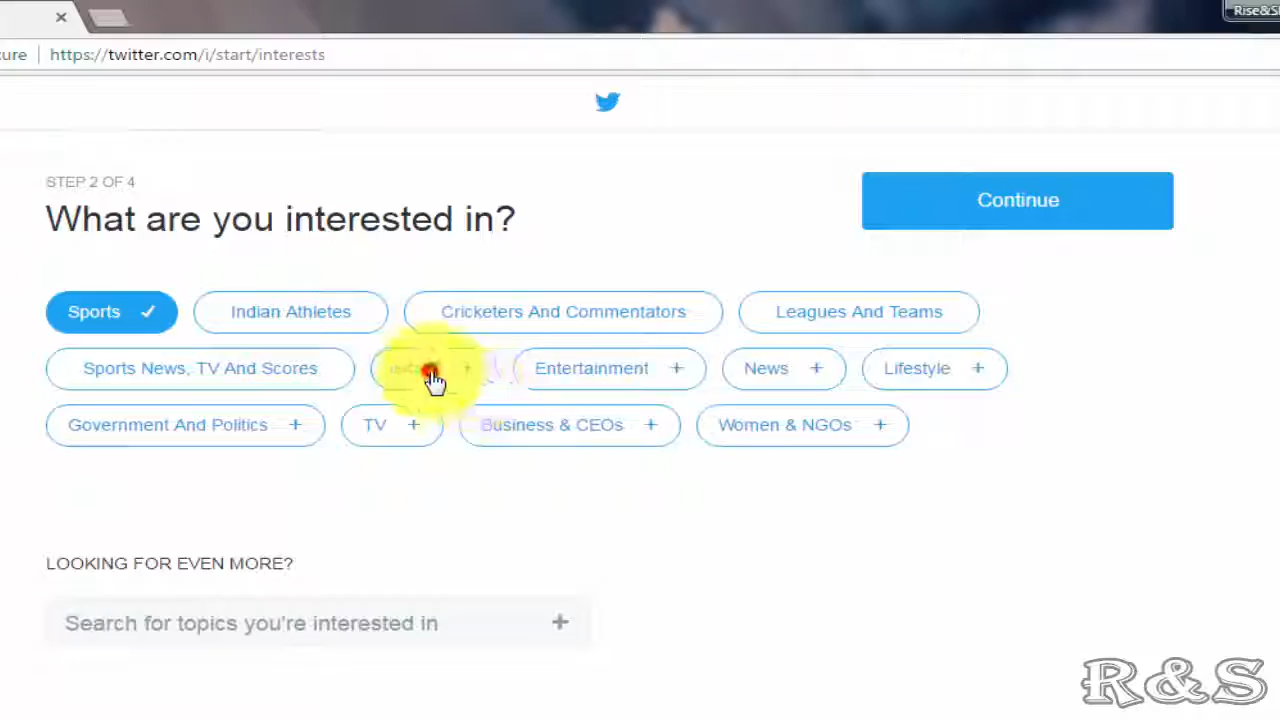 Rise&S
cure | https://twitter.com/i/start/interests
STEP 2 OF 4
What are you interested in?
Continue
Sports ✓ Indian Athletes Cricketers And Commentators Leagues And Teams
Sports News, TV And Scores + Entertainment + News + Lifestyle +
Government And Politics + TV + Business & CEOs + Women & NGOs +
LOOKING FOR EVEN MORE?
Search for topics you're interested in +
R&S